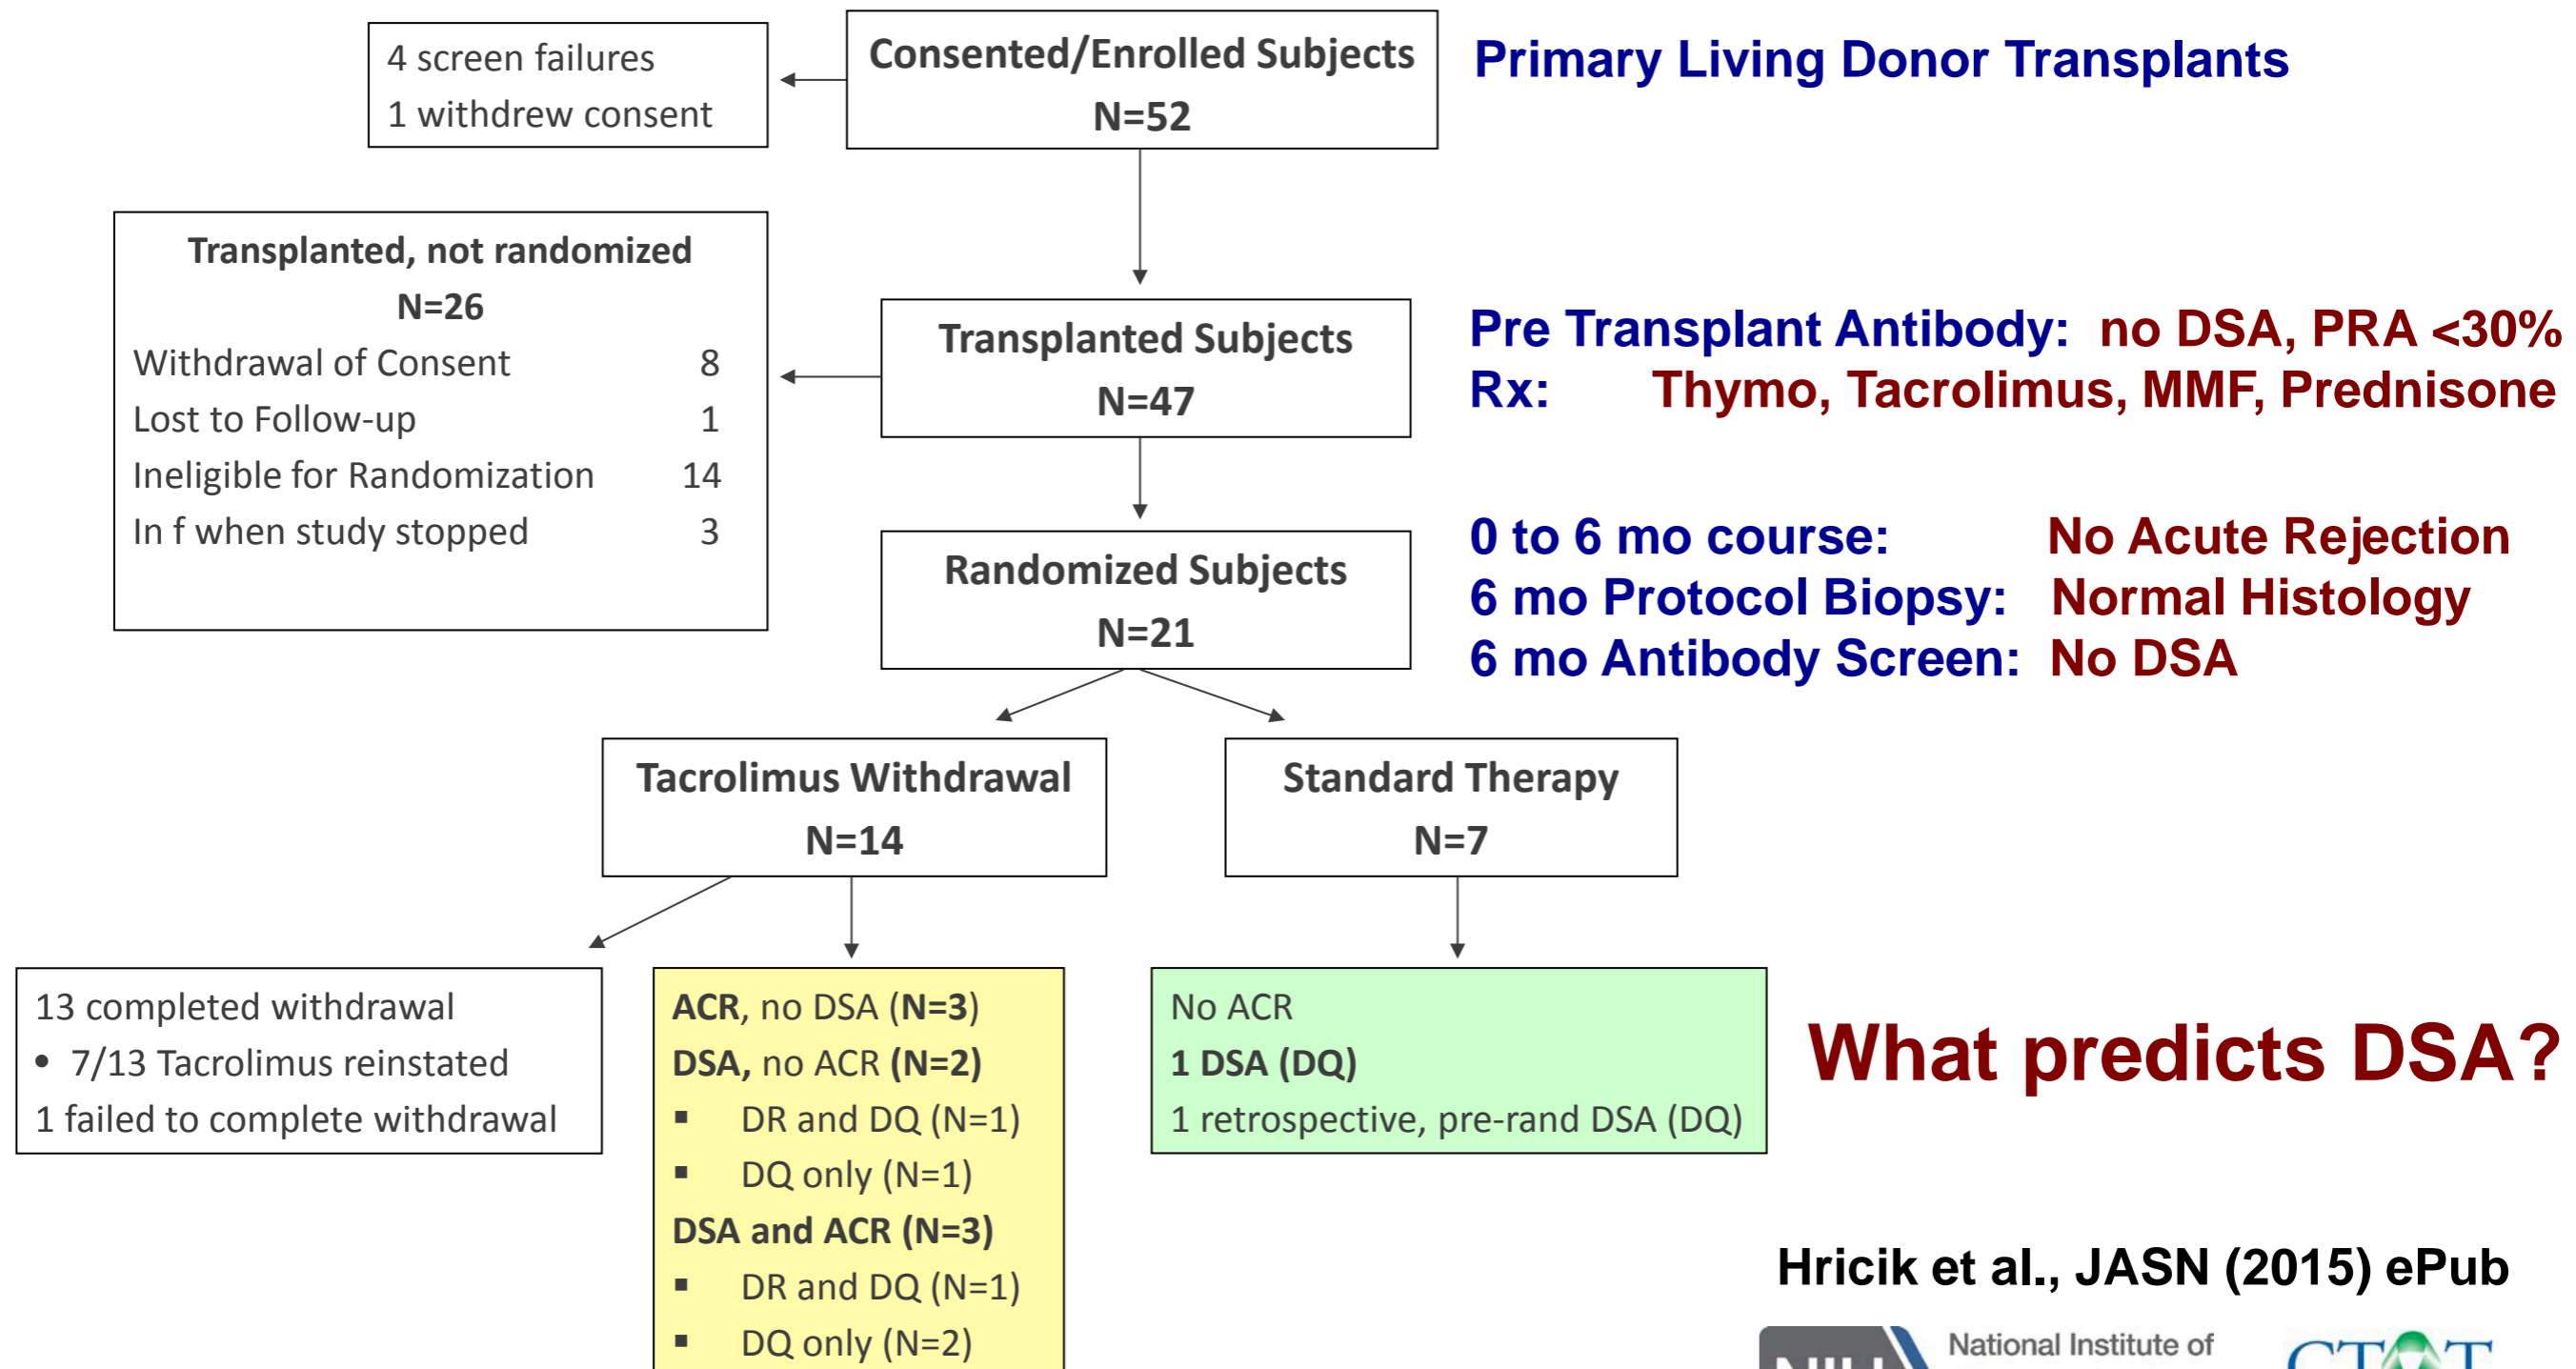 4 screen failures
1 withdrew consent
Consented/Enrolled Subjects
N=52
Primary Living Donor Transplants
Transplanted, not randomized
N=26
Withdrawal of Consent 8
Lost to Follow-up 1
Ineligible for Randomization 14
In f when study stopped 3
Transplanted Subjects
N=47
Pre Transplant Antibody: no DSA, PRA <30%
Rx: Thymo, Tacrolimus, MMF, Prednisone
Randomized Subjects
N=21
0 to 6 mo course: No Acute Rejection
6 mo Protocol Biopsy: Normal Histology
6 mo Antibody Screen: No DSA
Tacrolimus Withdrawal
N=14
Standard Therapy
N=7
13 completed withdrawal
• 7/13 Tacrolimus reinstated
1 failed to complete withdrawal
ACR, no DSA (N=3)
DSA, no ACR (N=2)
▪ DR and DQ (N=1)
▪ DQ only (N=1)
DSA and ACR (N=3)
▪ DR and DQ (N=1)
▪ DQ only (N=2)
No ACR
1 DSA (DQ)
1 retrospective, pre-rand DSA (DQ)
What predicts DSA?
Hricik et al., JASN (2015) ePub
NIH
National Institute of